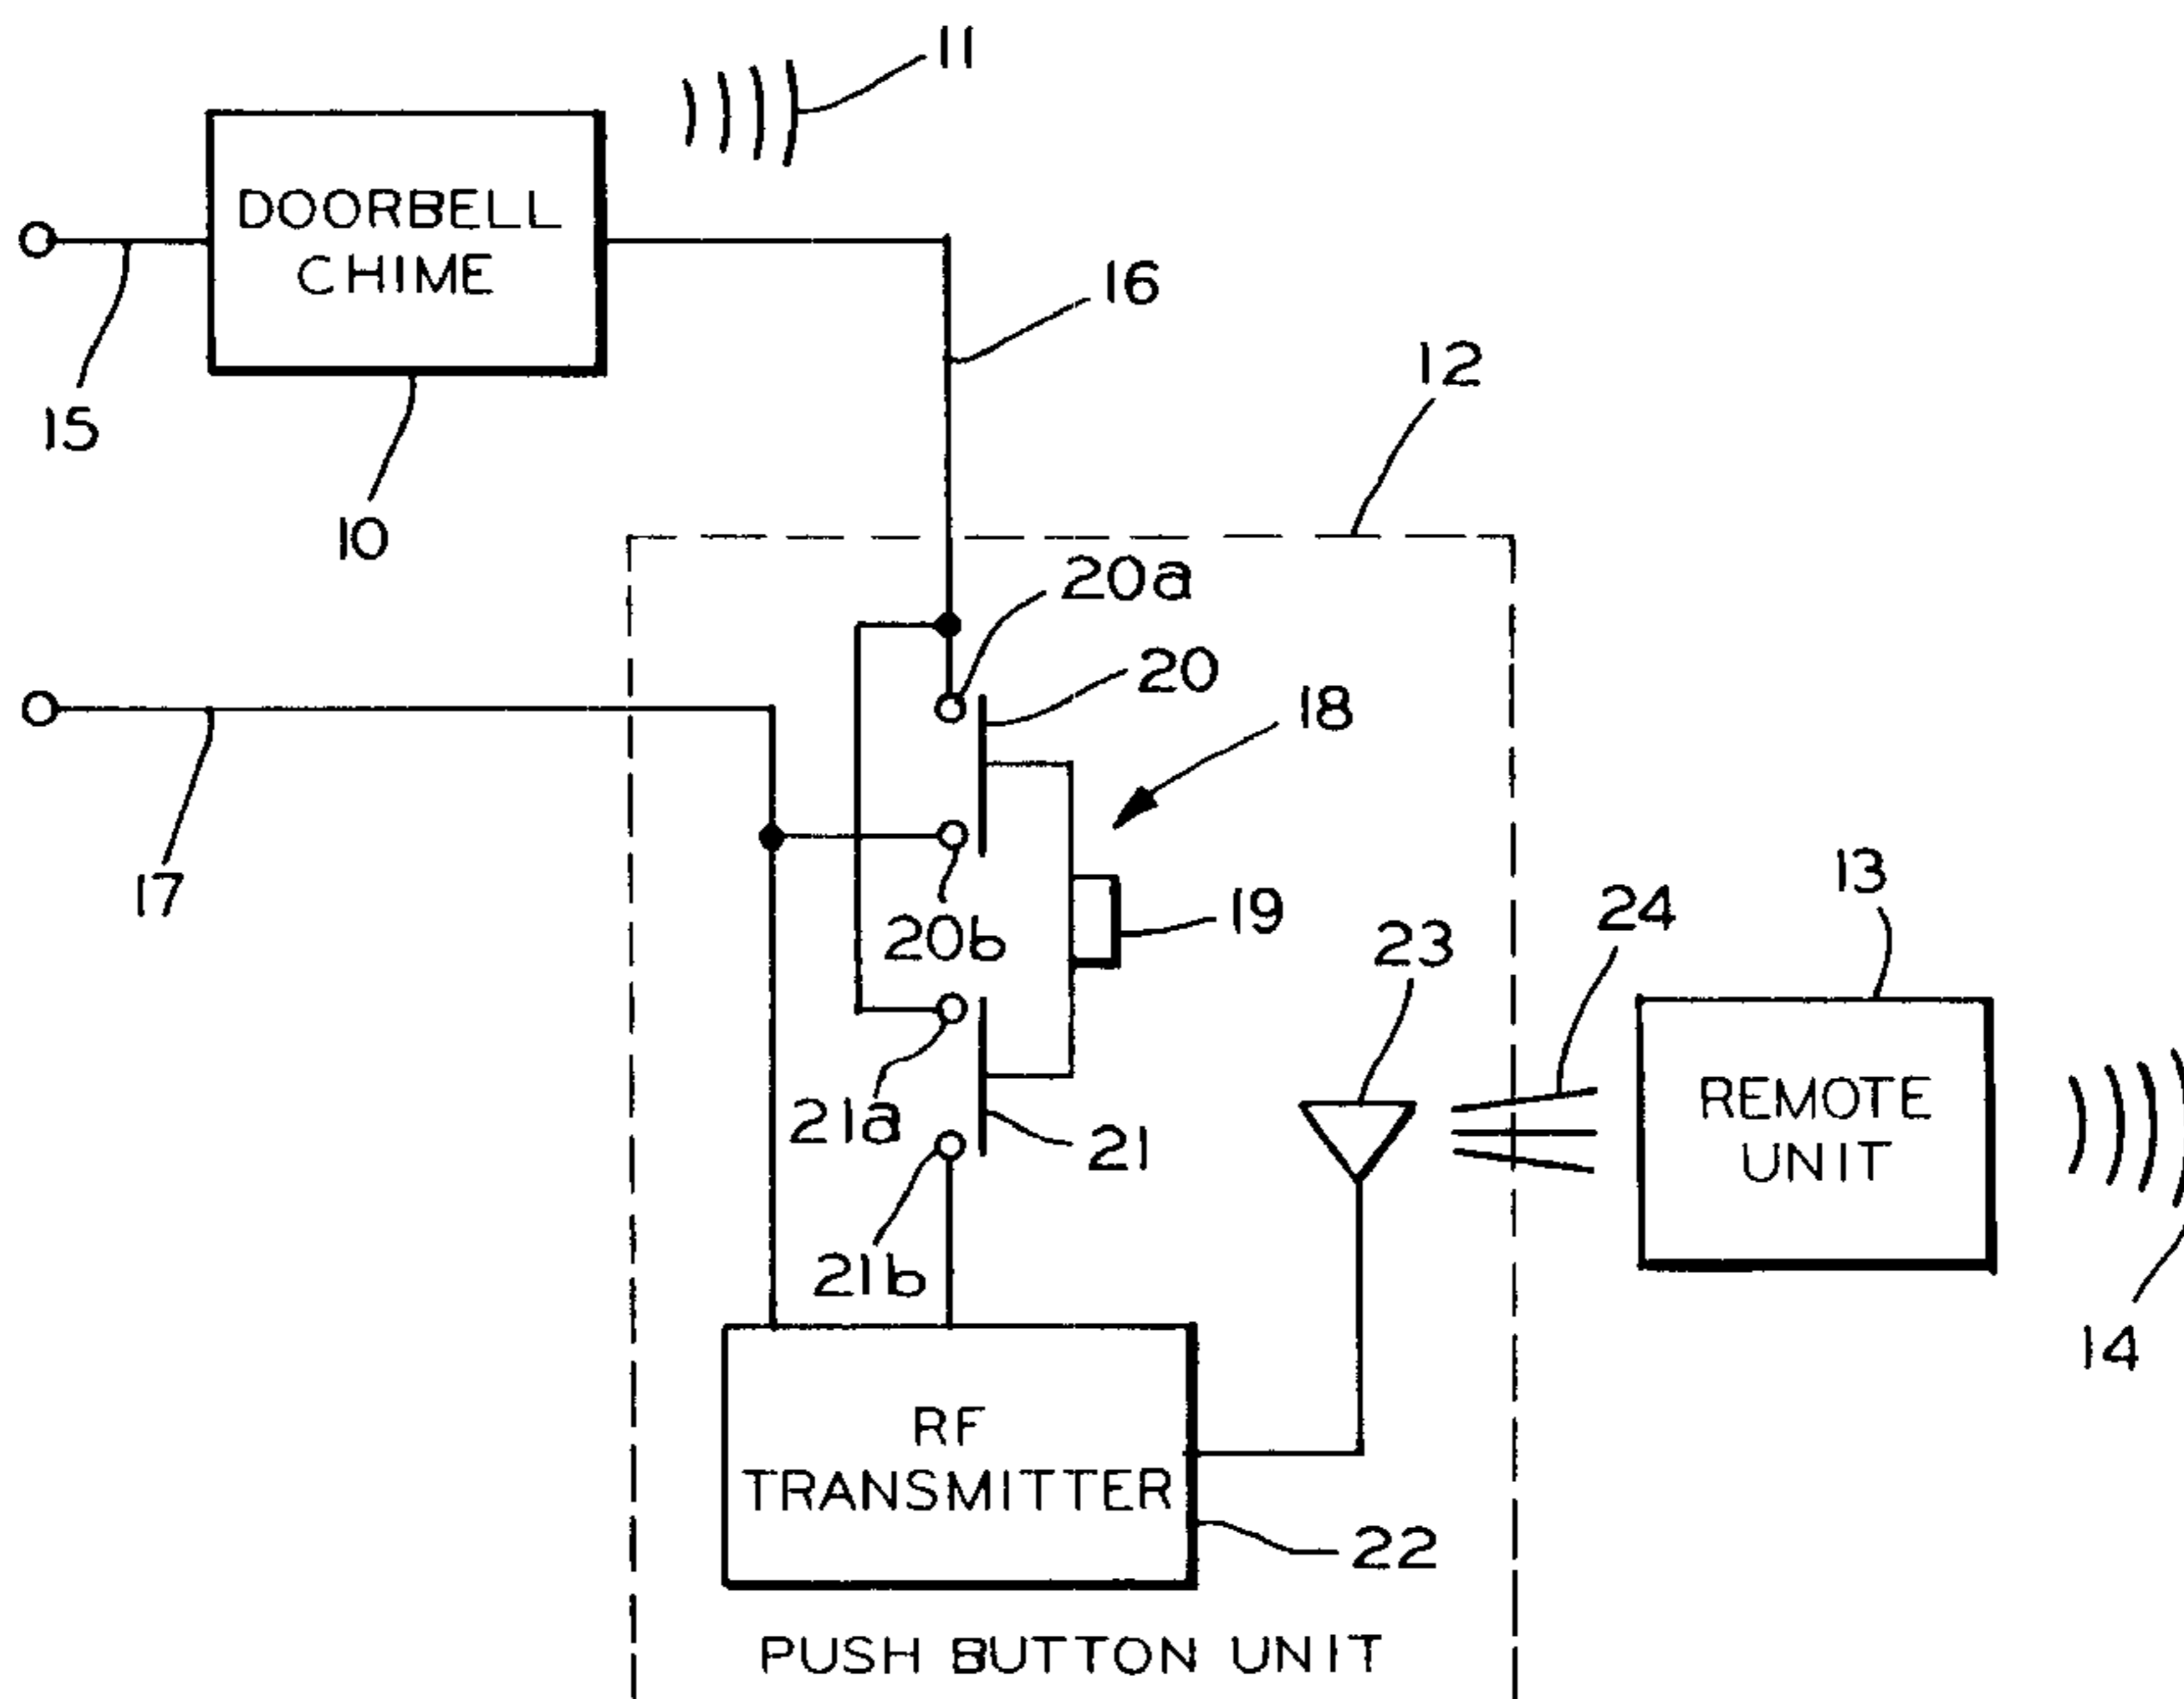 11
DOORBELL
CHIME
16
12
15
10
20a
20
18
17
20b
19
13
24
23
21a
21
REMOTE
UNIT
21b
14
RF
TRANSMITTER
22
PUSH BUTTON UNIT